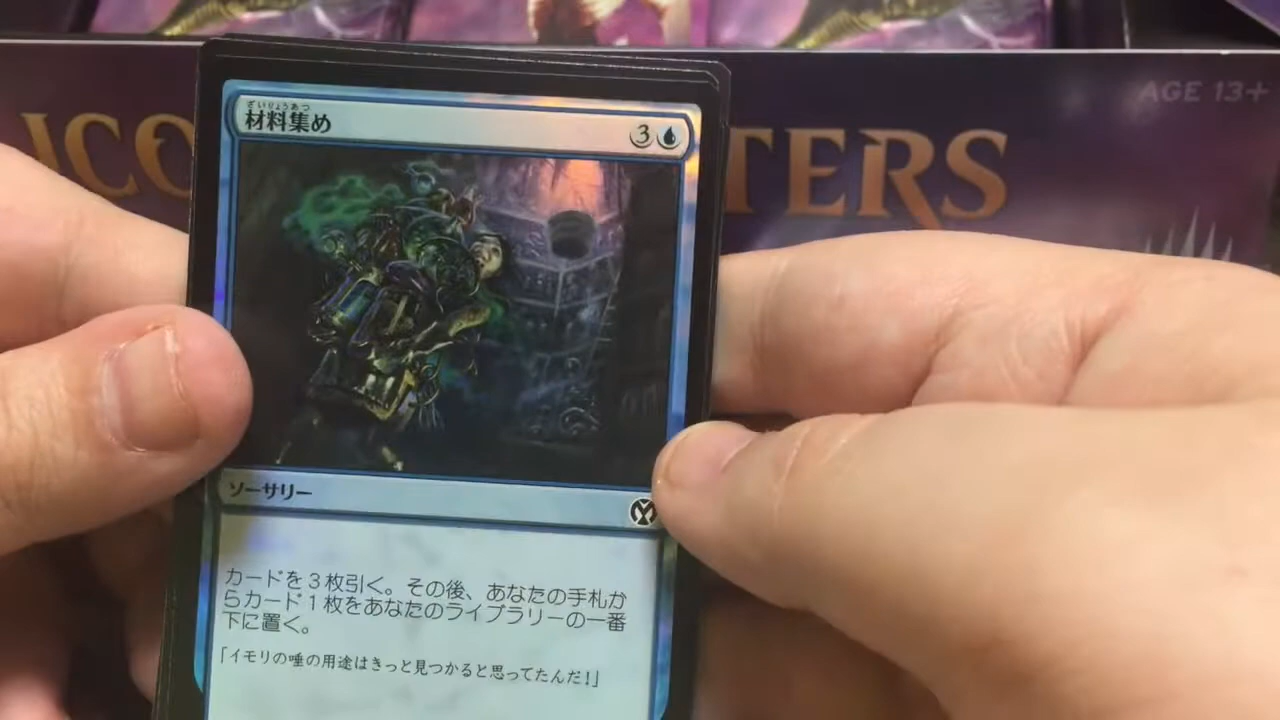 AGE 13+
ICO
TERS
ざいりょうあつ
材料集め
3
ソーサリー
カードを3枚引く。その後、あなたの手札か
らカード1枚をあなたのライブラリーの一番
下に置く。
「イモリの唾の用途はきっと見つかると思ってたんだ!」